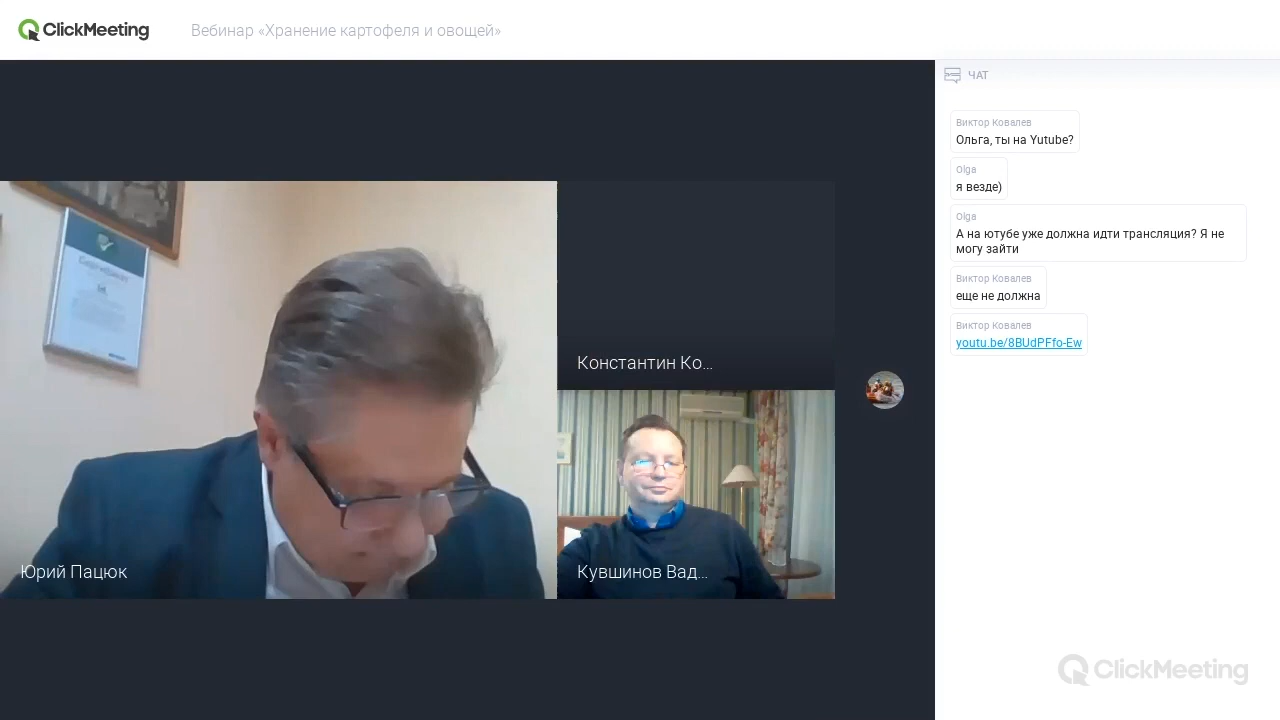 ClickMeeting
Вебинар «Хранение картофеля и овощей»
ЧАТ
Виктор Ковалев
Ольга, ты на Yutube?
Olga
я везде)
Olga
А на ютубе уже должна идти трансляция? Я не
могу зайти
Виктор Ковалев
еще не должна
Виктор Ковалев
youtu.be/8BUdPFfo-Ew
Константин Ко...
Юрий Пацюк
Кувшинов Вад...
ClickMeeting